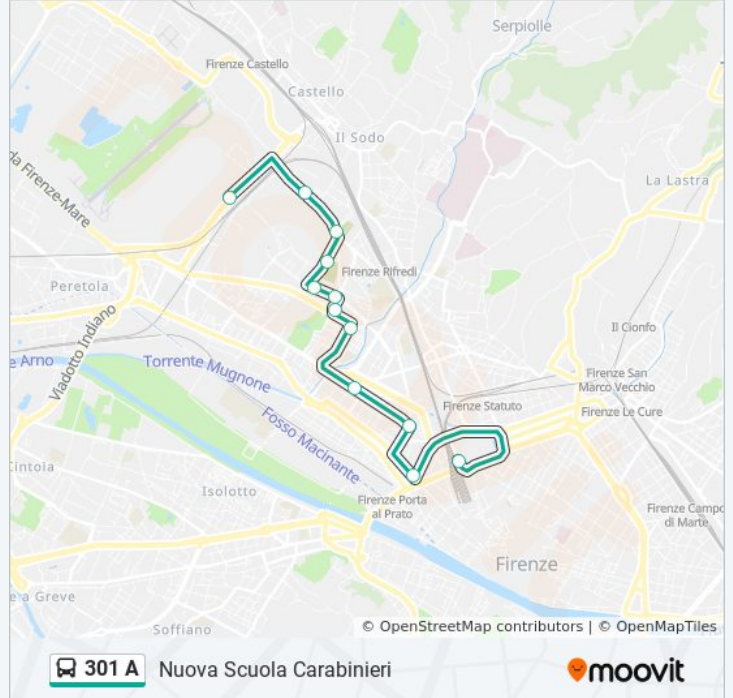 Serpiolle
Firenze Castello
Castello
Il Sodo
da Firenze-Mare
La Lastra
Firenze Rifredi
Peretola
Viadotto Indiano
Il Cionfo
e Arno
Torrente Mugnone
Firenze San
Marco Vecchio
Firenze Statuto
Firenze Le Cure
Fosso Macinante
Cintola
Isolotto
Firenze Porta
al Prato
Firenze Campo
di Marte
Firenze
e a Greve
Soffiano
© OpenStreetMap contributors | © OpenMapTiles
301 A Nuova Scuola Carabinieri
moovit